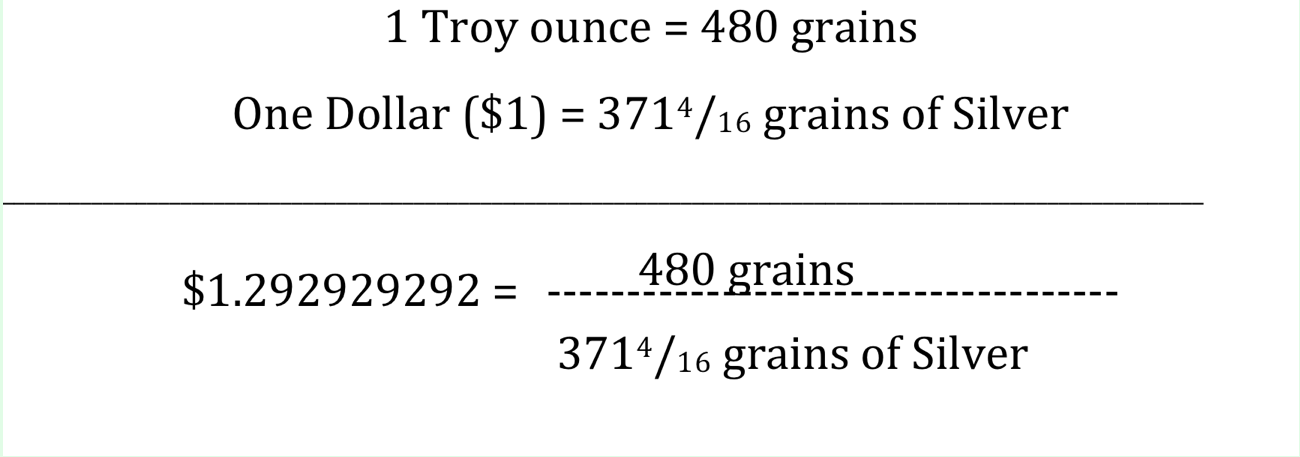 1 Troy ounce = 480 grains
One Dollar ($1) = 371⁴/₁₆ grains of Silver
$1.292929292 = 480 grains
371⁴/₁₆ grains of Silver